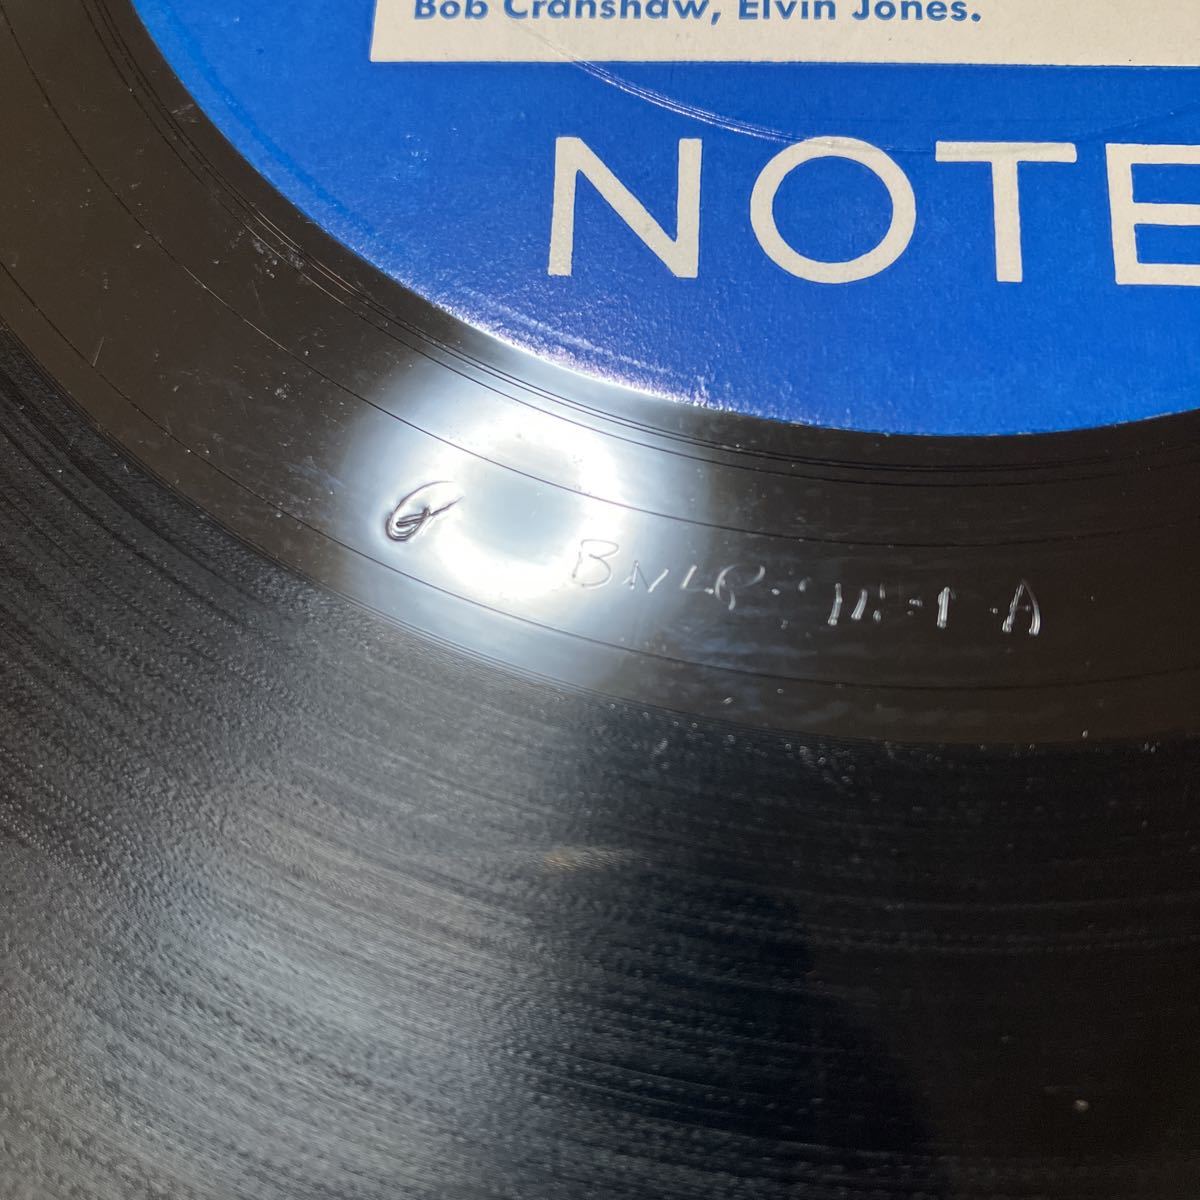 Bob Cranshaw, Elvin Jones.
NOTE
G